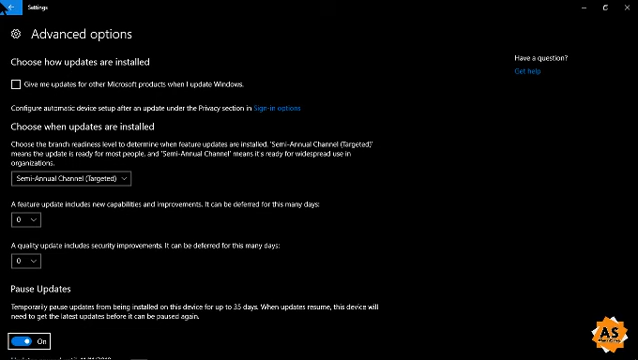 Settings
Advanced options
Choose how updates are installed
Have a question?
Get help
Give me updates for other Microsoft products when I update Windows.
Configure automatic device setup after an update under the Privacy section in Sign-in options
Choose when updates are installed
Choose the branch readiness level to determine when feature updates are installed. 'Semi-Annual Channel (Targeted)'
means the update is ready for most people, and 'Semi-Annual Channel' means it's ready for widespread use in
organizations.
Semi-Annual Channel (Targeted)
A feature update includes new capabilities and improvements. It can be deferred for this many days:
0
A quality update includes security improvements. It can be deferred for this many days:
0
Pause Updates
Temporarily pause updates from being installed on this device for up to 35 days. When updates resume, this device will
need to get the latest updates before it can be paused again.
On
AS